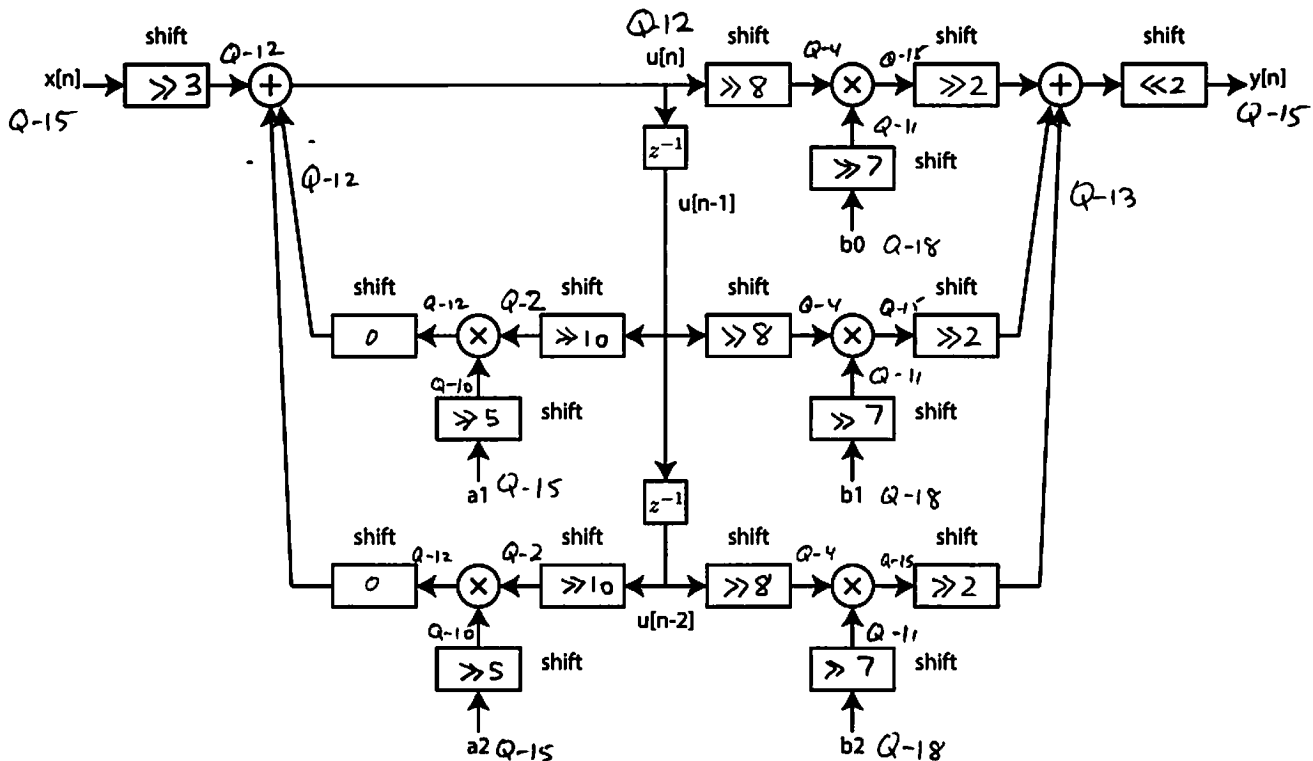 Q-12
shift Q-12 u[n] shift Q-4 Q-15 shift shift
x[n] ≫3 + ≫8 × ≫2 + ≪2 y[n]
Q-15 Q-11 Q-15
z⁻¹ ≫7 shift
Q-12 u[n-1] Q-13
b0 Q-18
shift Q-12 Q-2 shift shift Q-4 Q-15 shift
0 × ≫10 ≫8 × ≫2
Q-10 Q-11
≫5 shift ≫7 shift
a1 Q-15 z⁻¹ b1 Q-18
shift Q-12 Q-2 shift shift Q-4 Q-15 shift
0 × ≫10 ≫8 × ≫2
Q-10 u[n-2] Q-11
≫5 shift ≫7 shift
a2 Q-15 b2 Q-18